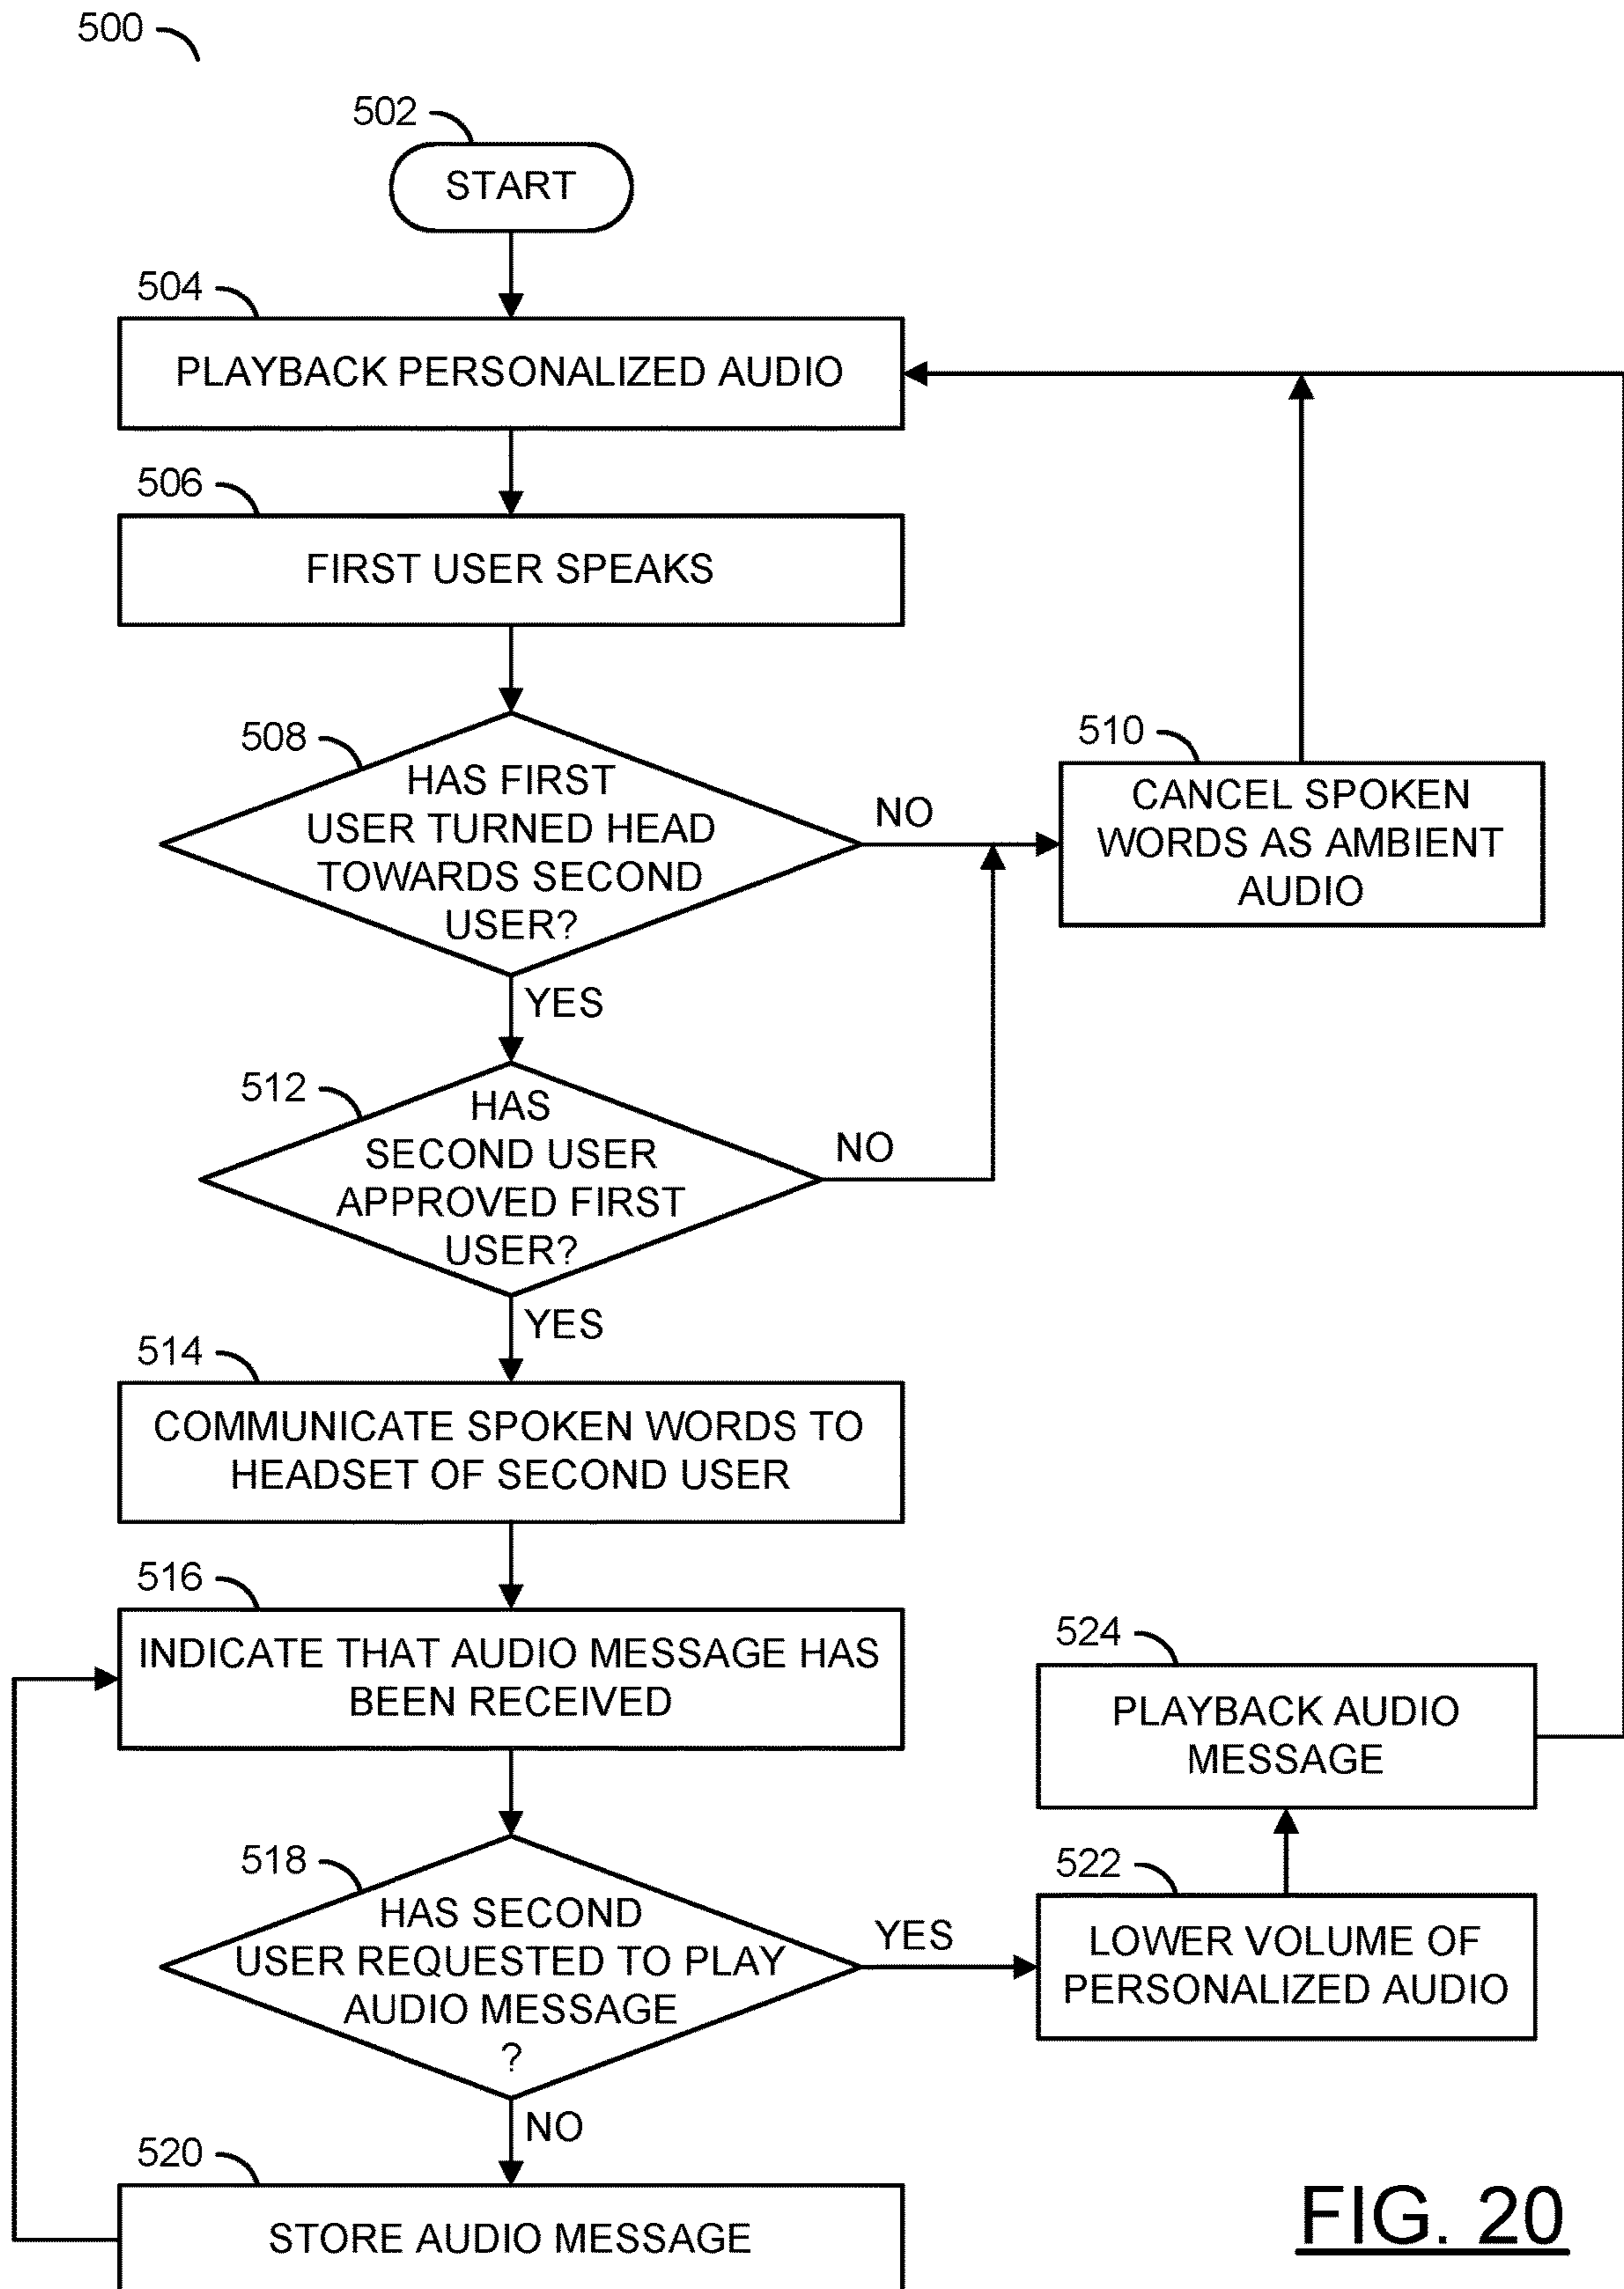 500
502
START
504
PLAYBACK PERSONALIZED AUDIO
506
FIRST USER SPEAKS
508
HAS FIRST
USER TURNED HEAD
TOWARDS SECOND
USER?
NO
YES
510
CANCEL SPOKEN
WORDS AS AMBIENT
AUDIO
512
HAS
SECOND USER
APPROVED FIRST
USER?
NO
YES
514
COMMUNICATE SPOKEN WORDS TO
HEADSET OF SECOND USER
516
INDICATE THAT AUDIO MESSAGE HAS
BEEN RECEIVED
518
HAS SECOND
USER REQUESTED TO PLAY
AUDIO MESSAGE
?
YES
NO
524
PLAYBACK AUDIO
MESSAGE
522
LOWER VOLUME OF
PERSONALIZED AUDIO
520
STORE AUDIO MESSAGE
FIG. 20